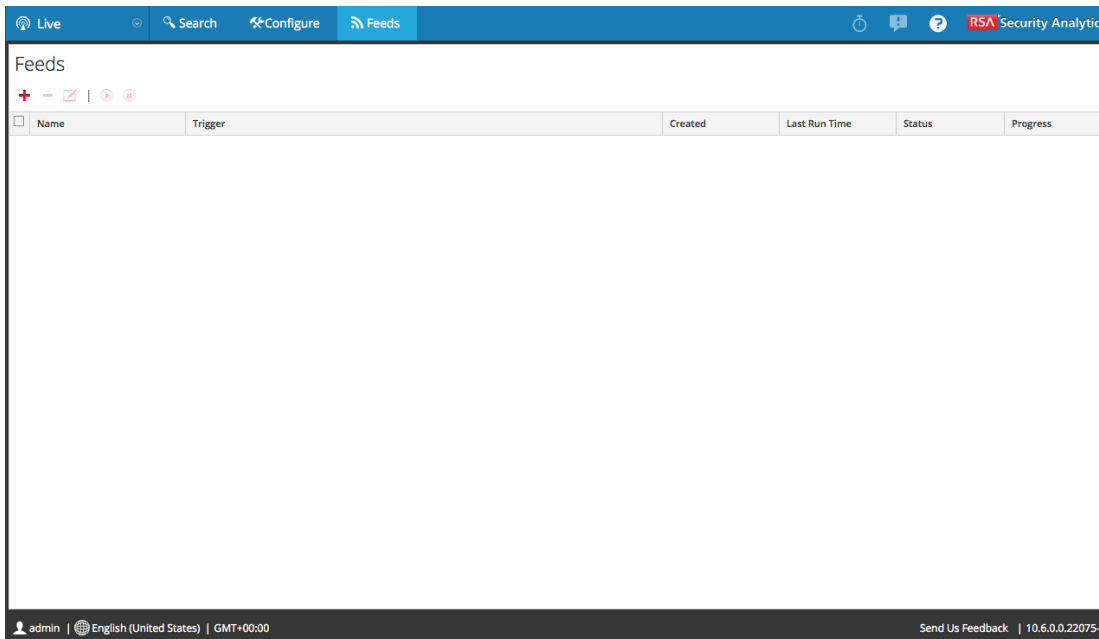 Live Search Configure Feeds RSA Security Analytic
Feeds
Name Trigger Created Last Run Time Status Progress
admin | English (United States) | GMT+00:00 Send Us Feedback | 10.6.0.0.22075-